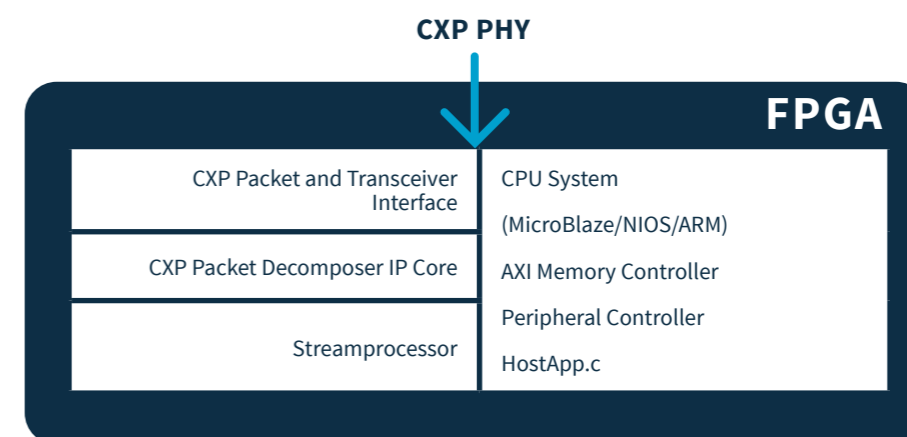 CXP PHY
FPGA
CXP Packet and Transceiver
Interface
CXP Packet Decomposer IP Core
Streamprocessor
CPU System
(MicroBlaze/NIOS/ARM)
AXI Memory Controller
Peripheral Controller
HostApp.c